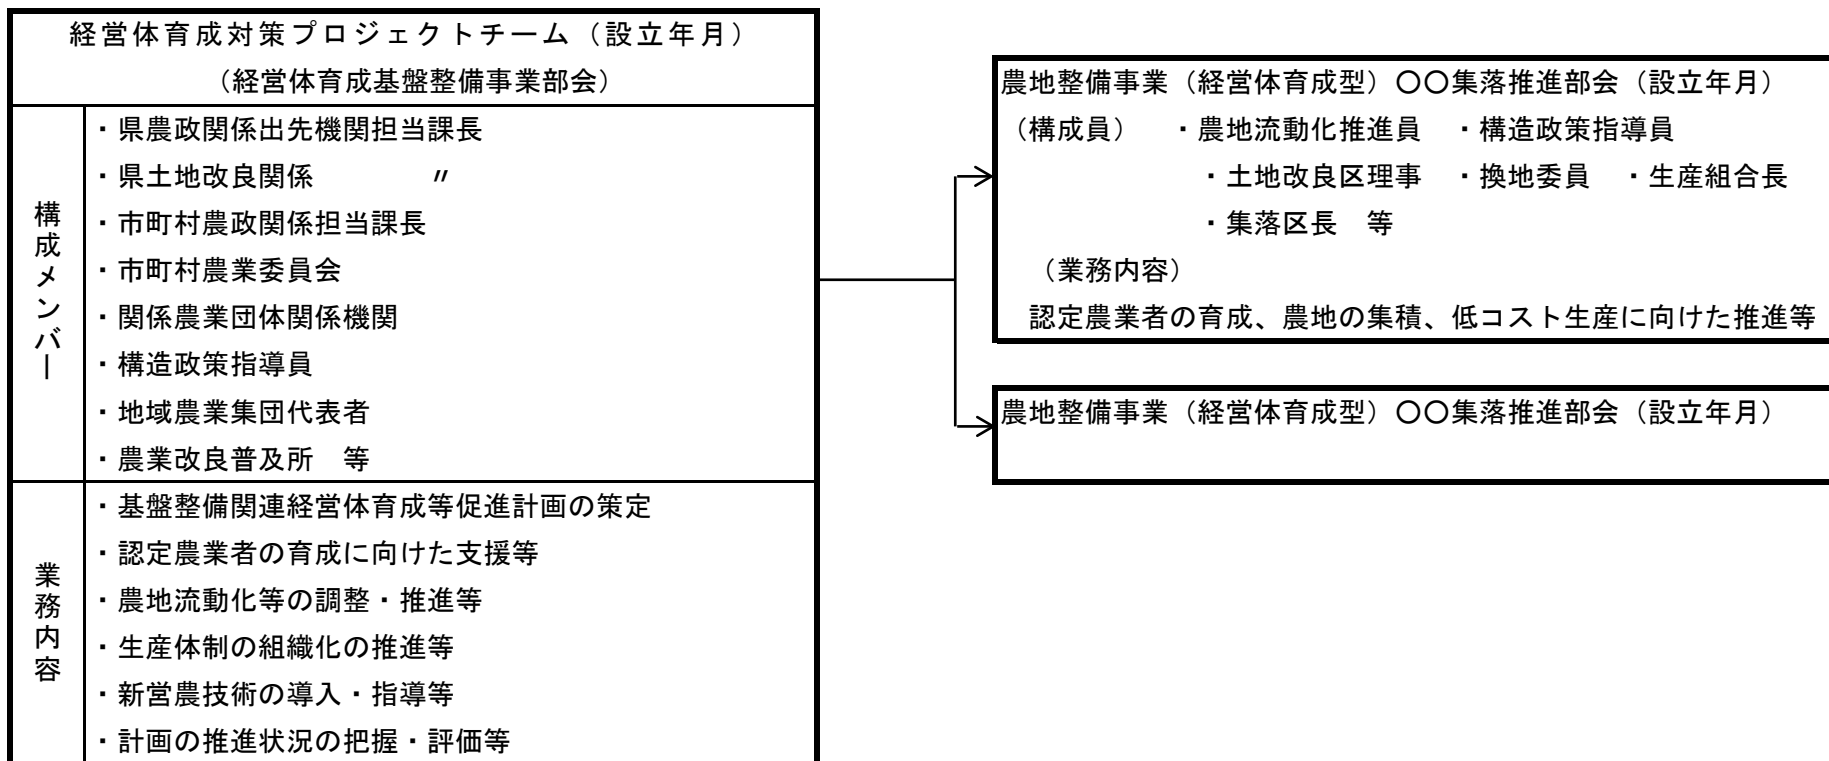 経営体育成対策プロジェクトチーム（設立年月）
（経営体育成基盤整備事業部会）
構成メンバー
・県農政関係出先機関担当課長
・県土地改良関係　　　　〃
・市町村農政関係担当課長
・市町村農業委員会
・関係農業団体関係機関
・構造政策指導員
・地域農業集団代表者
・農業改良普及所　等
業務内容
・基盤整備関連経営体育成等促進計画の策定
・認定農業者の育成に向けた支援等
・農地流動化等の調整・推進等
・生産体制の組織化の推進等
・新営農技術の導入・指導等
・計画の推進状況の把握・評価等
農地整備事業（経営体育成型）〇〇集落推進部会（設立年月）
（構成員）　・農地流動化推進員　・構造政策指導員
・土地改良区理事　・換地委員　・生産組合長
・集落区長　等
（業務内容）
認定農業者の育成、農地の集積、低コスト生産に向けた推進等
農地整備事業（経営体育成型）〇〇集落推進部会（設立年月）